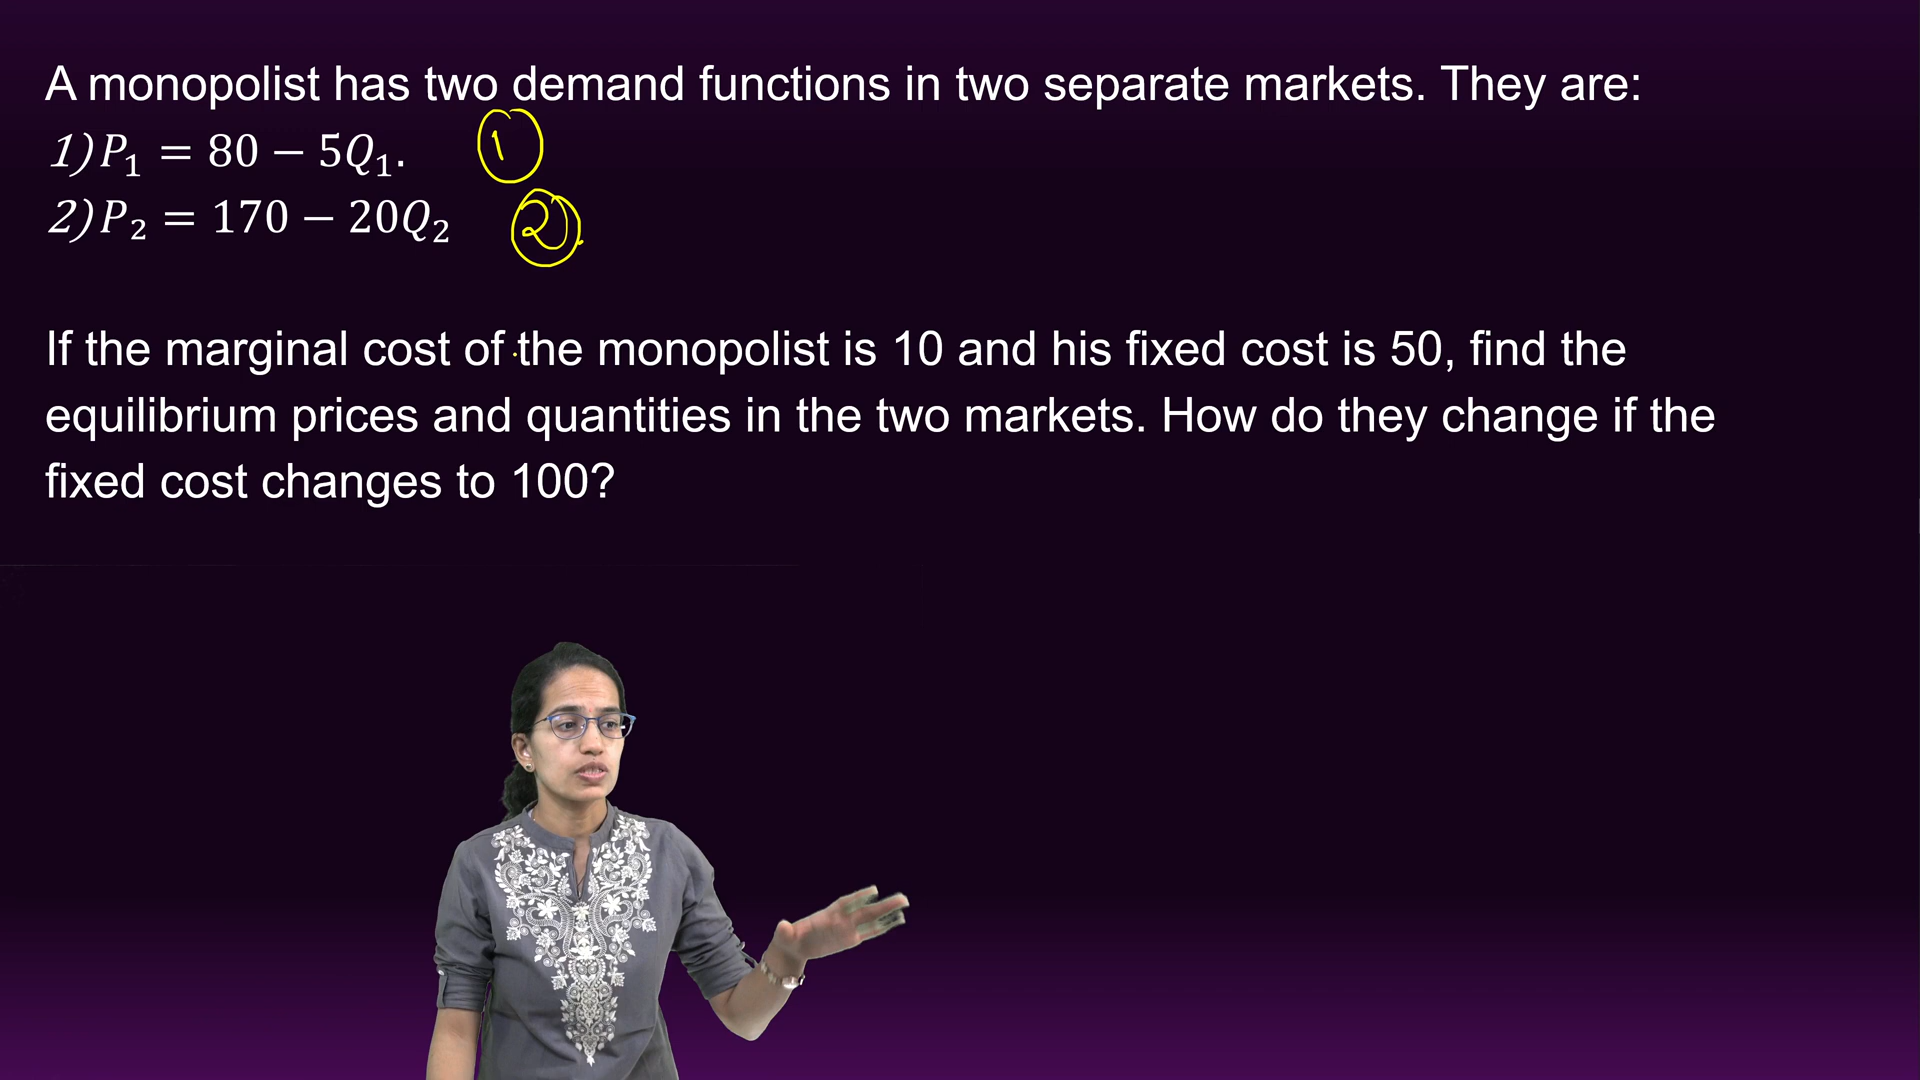 A monopolist has two demand functions in two separate markets. They are:
1) P₁ = 80 − 5Q₁. 1
2) P₂ = 170 − 20Q₂ 2
If the marginal cost of the monopolist is 10 and his fixed cost is 50, find the
equilibrium prices and quantities in the two markets. How do they change if the
fixed cost changes to 100?